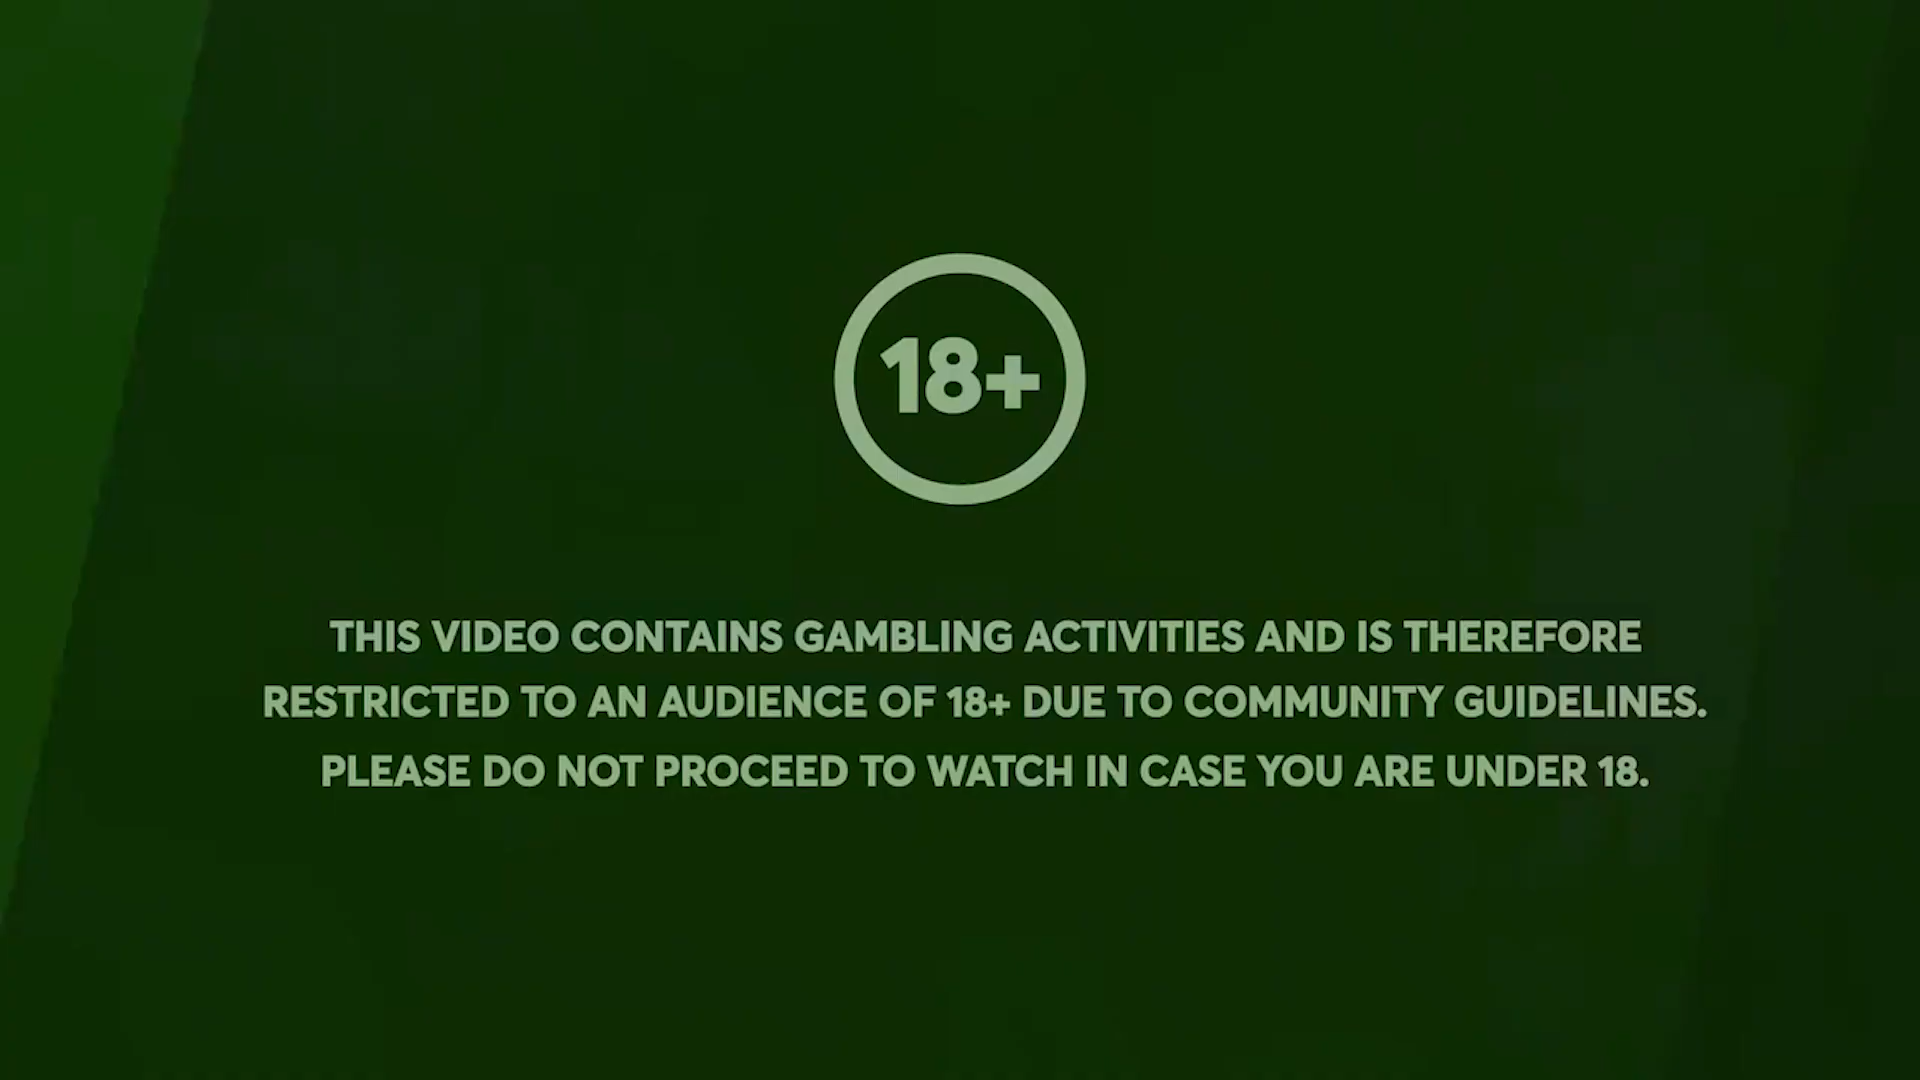 18+
THIS VIDEO CONTAINS GAMBLING ACTIVITIES AND IS THEREFORE
RESTRICTED TO AN AUDIENCE OF 18+ DUE TO COMMUNITY GUIDELINES.
PLEASE DO NOT PROCEED TO WATCH IN CASE YOU ARE UNDER 18.